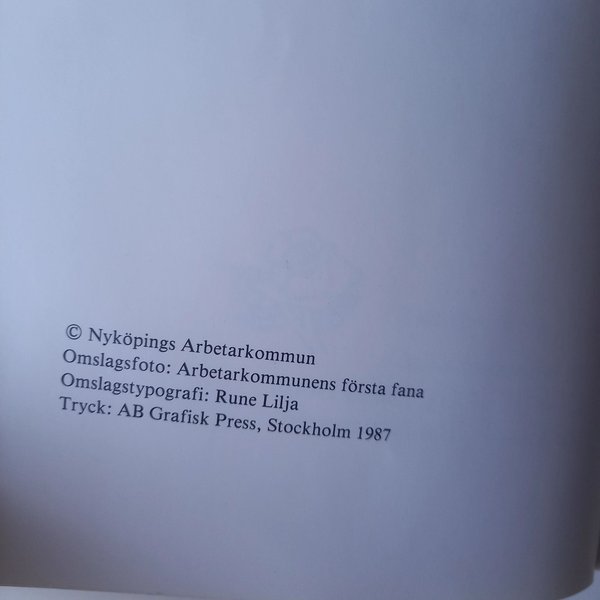 © Nyköpings Arbetarkommun
Omslagsfoto: Arbetarkommunens första fana
Omslagstypografi: Rune Lilja
Tryck: AB Grafisk Press, Stockholm 1987